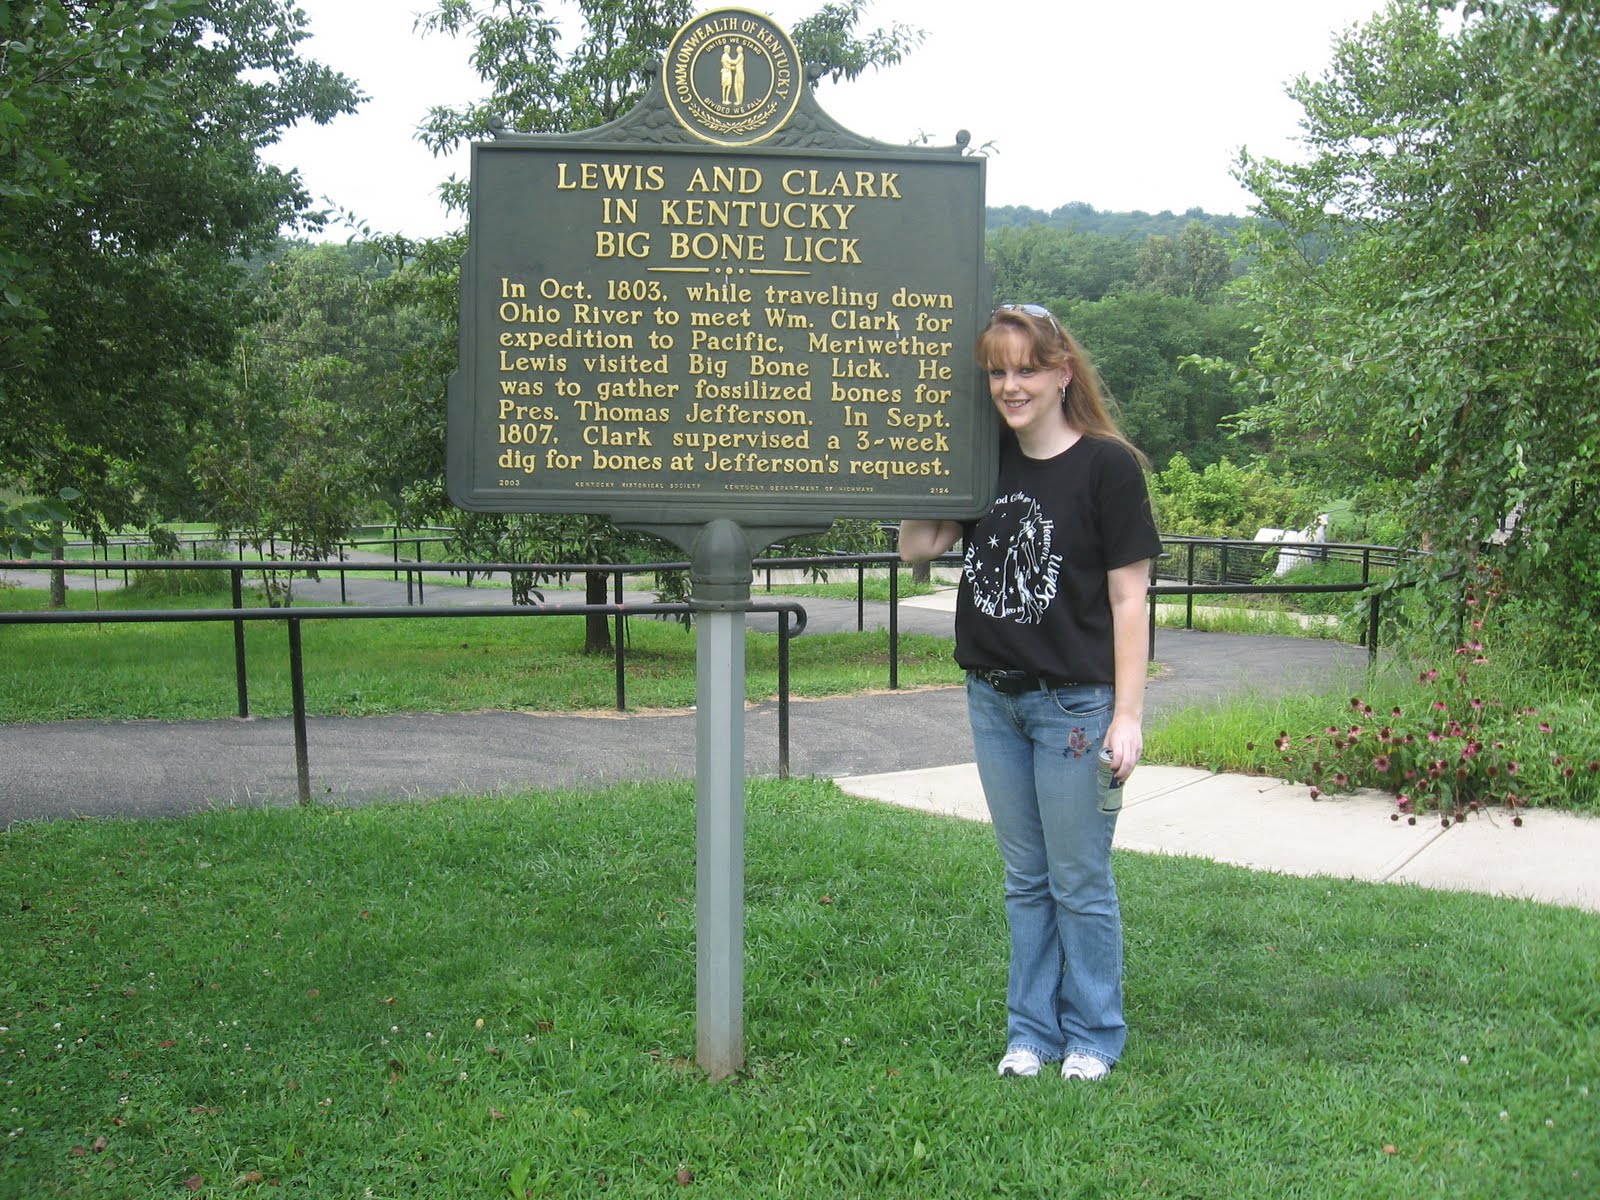 COMMONWEALTH OF KENTUCKY
UNITED WE STAND
DIVIDED WE FALL
LEWIS AND CLARK
IN KENTUCKY
BIG BONE LICK
In Oct. 1803, while traveling down
Ohio River to meet Wm. Clark for
expedition to Pacific, Meriwether
Lewis visited Big Bone Lick. He
was to gather fossilized bones for
Pres. Thomas Jefferson. In Sept.
1807, Clark supervised a 3-week
dig for bones at Jefferson's request.
2003 KENTUCKY HISTORICAL SOCIETY KENTUCKY DEPARTMENT OF HIGHWAYS 2124
Heaven